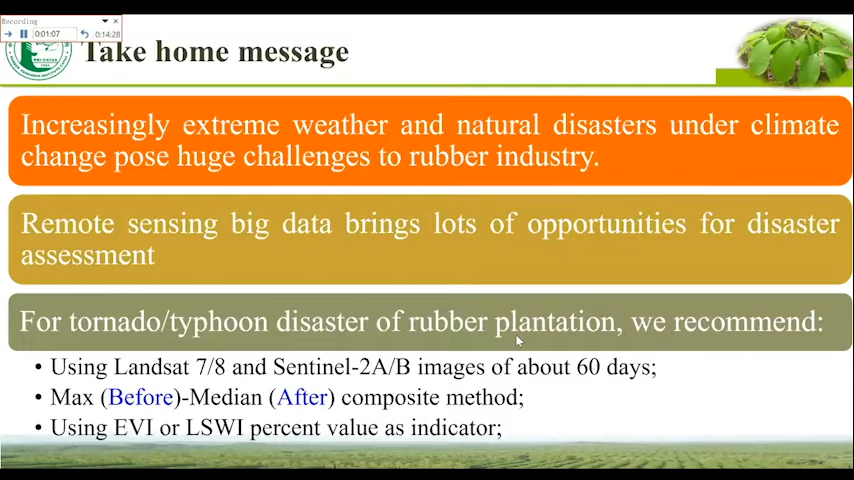 Recording
0:01:07
0:14:28
Take home message
Increasingly extreme weather and natural disasters under climate
change pose huge challenges to rubber industry.
Remote sensing big data brings lots of opportunities for disaster
assessment
For tornado/typhoon disaster of rubber plantation, we recommend:
• Using Landsat 7/8 and Sentinel-2A/B images of about 60 days;
• Max (Before)-Median (After) composite method;
• Using EVI or LSWI percent value as indicator;